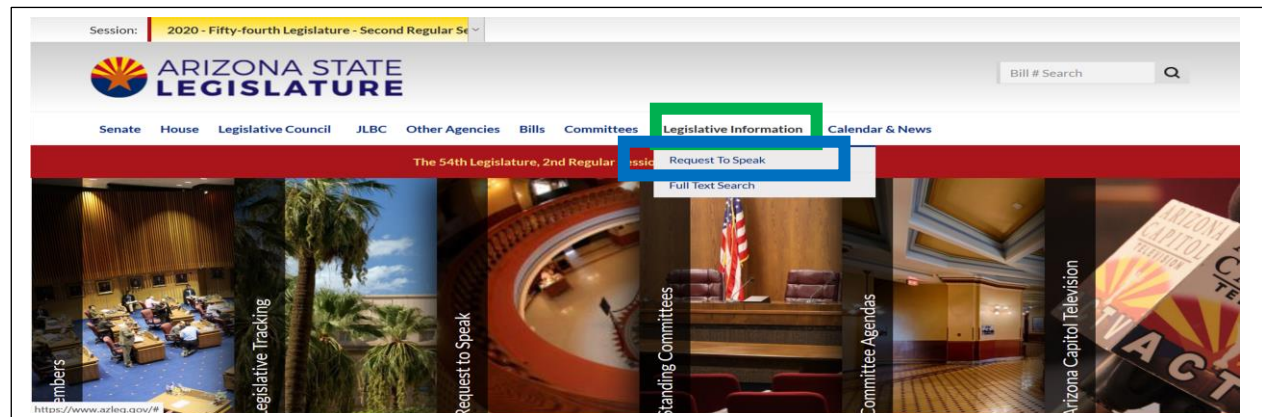 Session: 2020 - Fifty-fourth Legislature - Second Regular Se
ARIZONA STATE
LEGISLATURE
Bill # Search
Senate House Legislative Council JLBC Other Agencies Bills Committees Legislative Information Calendar & News
The 54th Legislature, 2nd Regular
Request To Speak
Full Text Search
embers
egislative Tracking
Request to Speak
Standing Committees
Committee Agendas
Arizona Capitol Television
ARIZONA
CAPITOL
TELEVISION
https://www.azleg.gov/#